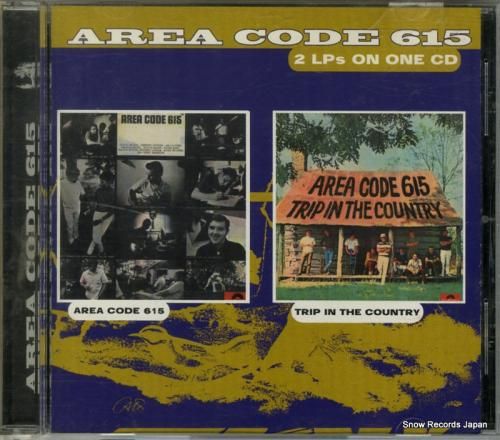 AREA CODE 615
2 LPs ON ONE CD
AREA CODE 615
AREA CODE 615
TRIP IN THE COUNTRY
AREA CODE 615
TRIP IN THE COUNTRY
AREA CODE 615
Snow Records Japan